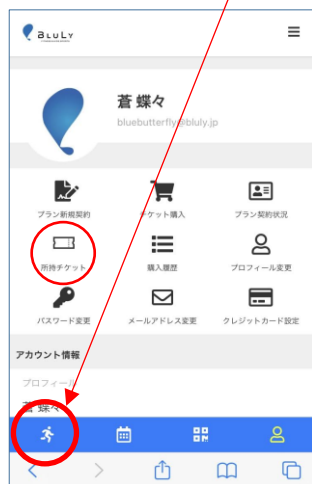 BLULY
蒼 蝶々
bluebutterfly@bluly.jp
プラン新規契約
チケット購入
プラン契約状況
所持チケット
購入履歴
プロフィール変更
パスワード変更
メールアドレス変更
クレジットカード設定
アカウント情報
プロフィール
蒼 蝶々